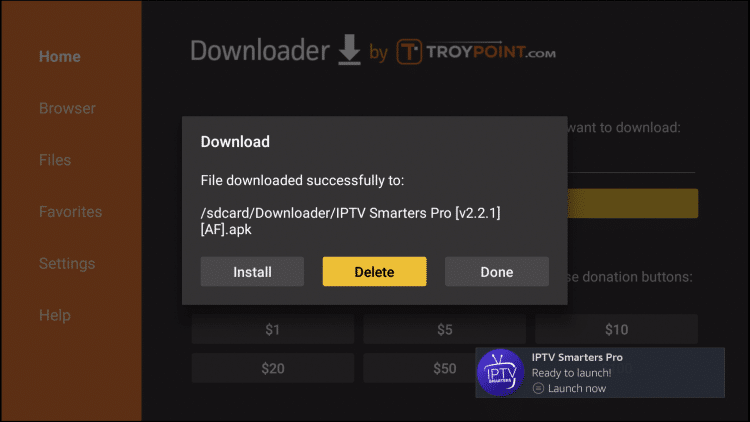 Home
Browser
Files
Favorites
Settings
Help
Downloader by TROYPOINT.COM
want to download:
Download
File downloaded successfully to:
/sdcard/Downloader/IPTV Smarters Pro [v2.2.1]
[AF].apk
Install Delete Done
se donation buttons:
$1 $5 $10
$20 $50
IPTV Smarters Pro
Ready to launch!
Launch now
IPTV
SMARTERS